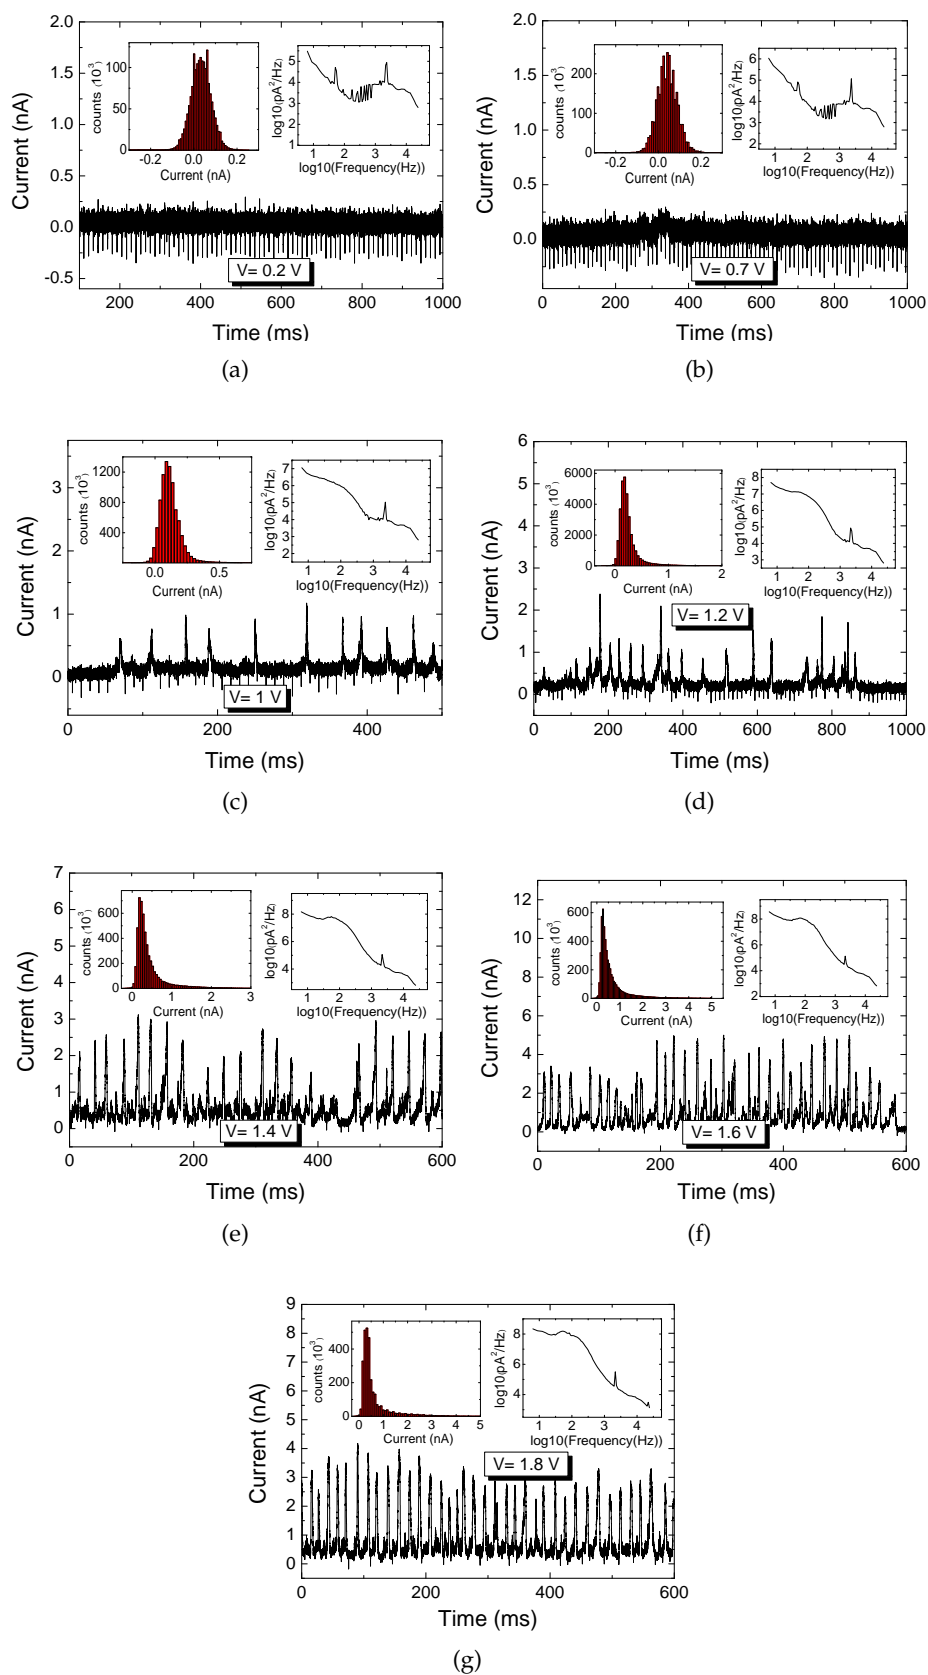 2.0
1.5
1.0
0.5
0.0
-0.5
Current (nA)
100
50
0
counts (10³)
-0.2 0.0 0.2
Current (nA)
5
4
3
2
1
log10(pA²/Hz)
1 2 3 4
log10(Frequency(Hz))
V= 0.2 V
200 400 600 800 1000
Time (ms)
(a)
2.0
1.5
1.0
0.5
0.0
Current (nA)
200
100
0
counts (10³)
-0.2 0.0 0.2
Current (nA)
6
5
4
3
2
log10(pA²/Hz)
1 2 3 4
log10(Frequency(Hz))
V= 0.7 V
0 200 400 600 800 1000
Time (ms)
(b)
3
2
1
0
Current (nA)
1200
800
400
counts (10³)
0.0 0.5
Current (nA)
7
6
5
4
3
2
log10(pA²/Hz)
1 2 3 4
log10(Frequency(Hz))
V= 1 V
0 200 400
Time (ms)
(c)
6
5
4
3
2
1
0
Current (nA)
6000
4000
2000
0
counts (10³)
0 1 2
Current (nA)
8
7
6
5
4
3
log10(pA²/Hz)
1 2 3 4
log10(Frequency(Hz))
V= 1.2 V
0 200 400 600 800 1000
Time (ms)
(d)
7
6
5
4
3
2
1
0
Current (nA)
600
400
200
0
counts (10³)
0 1 2 3
Current (nA)
8
6
4
log10(pA²/Hz)
1 2 3 4
log10(Frequency(Hz))
V= 1.4 V
0 200 400 600
Time (ms)
(e)
12
10
8
6
4
2
0
Current (nA)
600
400
200
0
counts (10³)
0 1 2 3 4 5
Current (nA)
8
6
4
2
log10(pA²/Hz)
1 2 3 4
log10(Frequency(Hz))
V= 1.6 V
0 200 400 600
Time (ms)
(f)
9
8
7
6
5
4
3
2
1
0
Current (nA)
400
200
0
counts (10³)
0 1 2 3 4 5
Current (nA)
8
6
4
log10(pA²/Hz)
1 2 3 4
log10(Frequency(Hz))
V= 1.8 V
0 200 400 600
Time (ms)
(g)